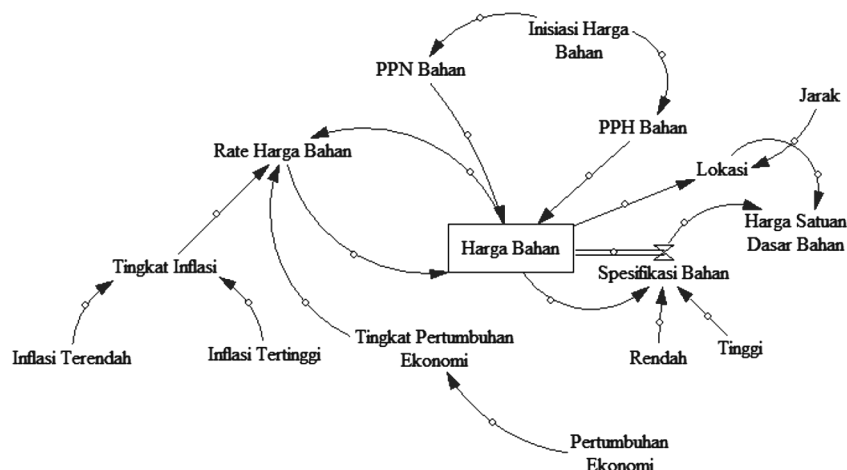 Inisiasi Harga
Bahan
PPN Bahan
Jarak
PPH Bahan
Rate Harga Bahan
Lokasi
Harga Satuan
Dasar Bahan
Harga Bahan
Tingkat Inflasi
Spesifikasi Bahan
Tingkat Pertumbuhan
Ekonomi
Inflasi Terendah
Inflasi Tertinggi
Rendah
Tinggi
Pertumbuhan
Ekonomi